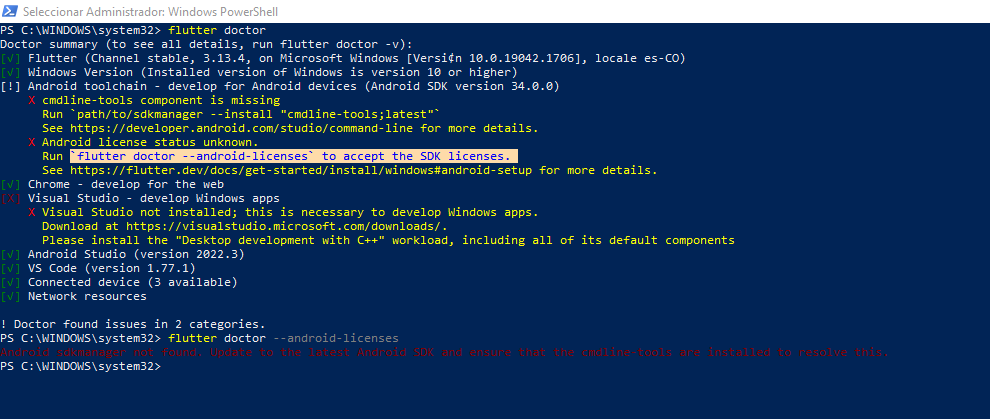 Seleccionar Administrador: Windows PowerShell
PS C:\WINDOWS\system32> flutter doctor
Doctor summary (to see all details, run flutter doctor -v):
[√] Flutter (Channel stable, 3.13.4, on Microsoft Windows [Versi¢n 10.0.19042.1706], locale es-CO)
[√] Windows Version (Installed version of Windows is version 10 or higher)
[!] Android toolchain - develop for Android devices (Android SDK version 34.0.0)
X cmdline-tools component is missing
Run `path/to/sdkmanager --install "cmdline-tools;latest"`
See https://developer.android.com/studio/command-line for more details.
X Android license status unknown.
Run `flutter doctor --android-licenses` to accept the SDK licenses.
See https://flutter.dev/docs/get-started/install/windows#android-setup for more details.
[√] Chrome - develop for the web
[X] Visual Studio - develop Windows apps
X Visual Studio not installed; this is necessary to develop Windows apps.
Download at https://visualstudio.microsoft.com/downloads/.
Please install the "Desktop development with C++" workload, including all of its default components
[√] Android Studio (version 2022.3)
[√] VS Code (version 1.77.1)
[√] Connected device (3 available)
[√] Network resources
! Doctor found issues in 2 categories.
PS C:\WINDOWS\system32> flutter doctor --android-licenses
Android sdkmanager not found. Update to the latest Android SDK and ensure that the cmdline-tools are installed to resolve this.
PS C:\WINDOWS\system32>